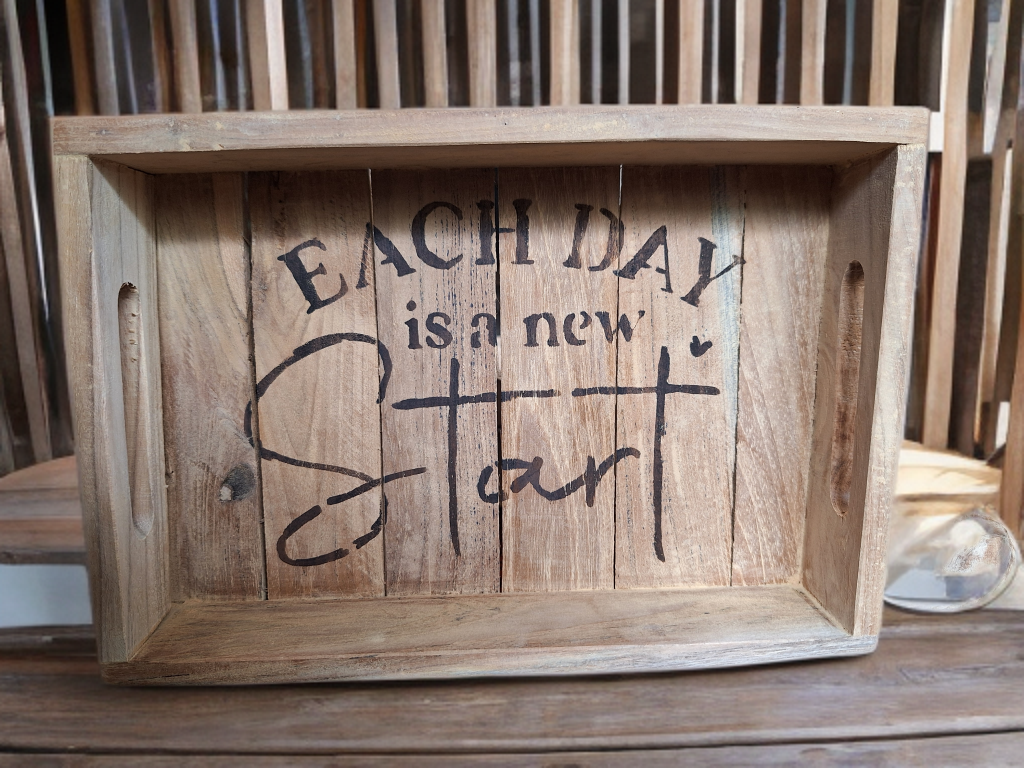 EACH DAY
is a new
Start